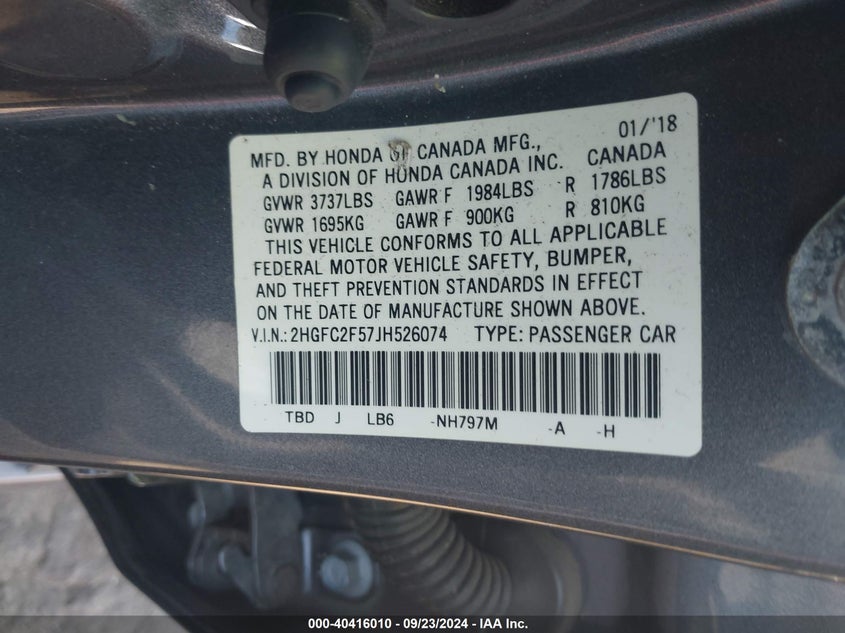 01/'18
MFD. BY HONDA OF CANADA MFG.,
A DIVISION OF HONDA CANADA INC. CANADA
GVWR 3737LBS GAWR F 1984LBS R 1786LBS
GVWR 1695KG GAWR F 900KG R 810KG
THIS VEHICLE CONFORMS TO ALL APPLICABLE
FEDERAL MOTOR VEHICLE SAFETY, BUMPER,
AND THEFT PREVENTION STANDARDS IN EFFECT
ON THE DATE OF MANUFACTURE SHOWN ABOVE.
V.I.N.: 2HGFC2F57JH526074 TYPE: PASSENGER CAR
TBD J LB6 -NH797M -A -H
000-40416010 - 09/23/2024 - IAA Inc.